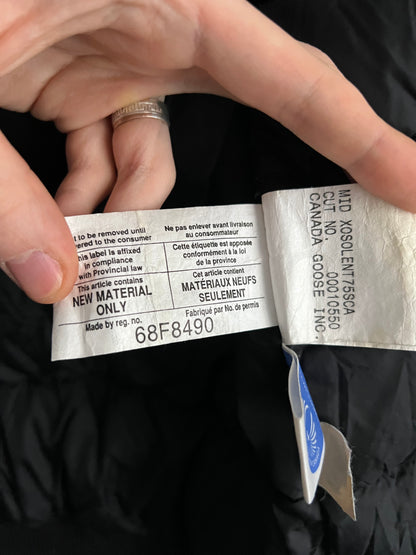 t to be removed until
ered to the consumer
this label is affixed
in compliance
with Provincial law
This article contains
NEW MATERIAL
ONLY
Made by reg. no.
Ne pas enlever avant livraison
au consommateur
Cette étiquette est apposée
conformément à la loi
de la province
Cet article contient
MATÉRIAUX NEUFS
SEULEMENT
Fabriqué par No. de permis
68F8490
MID XOSOLENT75SCA
CUT NO. 00010550
CANADA GOOSE INC.